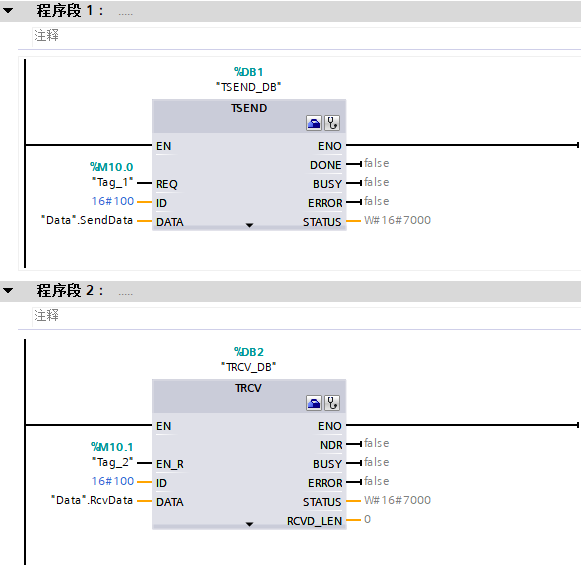 程序段 1： .....
注释
%DB1
"TSEND_DB"
TSEND
EN ENO
DONE false
%M10.0
"Tag_1" REQ BUSY false
16#100 ID ERROR false
"Data".SendData DATA STATUS W#16#7000
程序段 2： .....
注释
%DB2
"TRCV_DB"
TRCV
EN ENO
NDR false
%M10.1
"Tag_2" EN_R BUSY false
16#100 ID ERROR false
"Data".RcvData DATA STATUS W#16#7000
RCVD_LEN 0